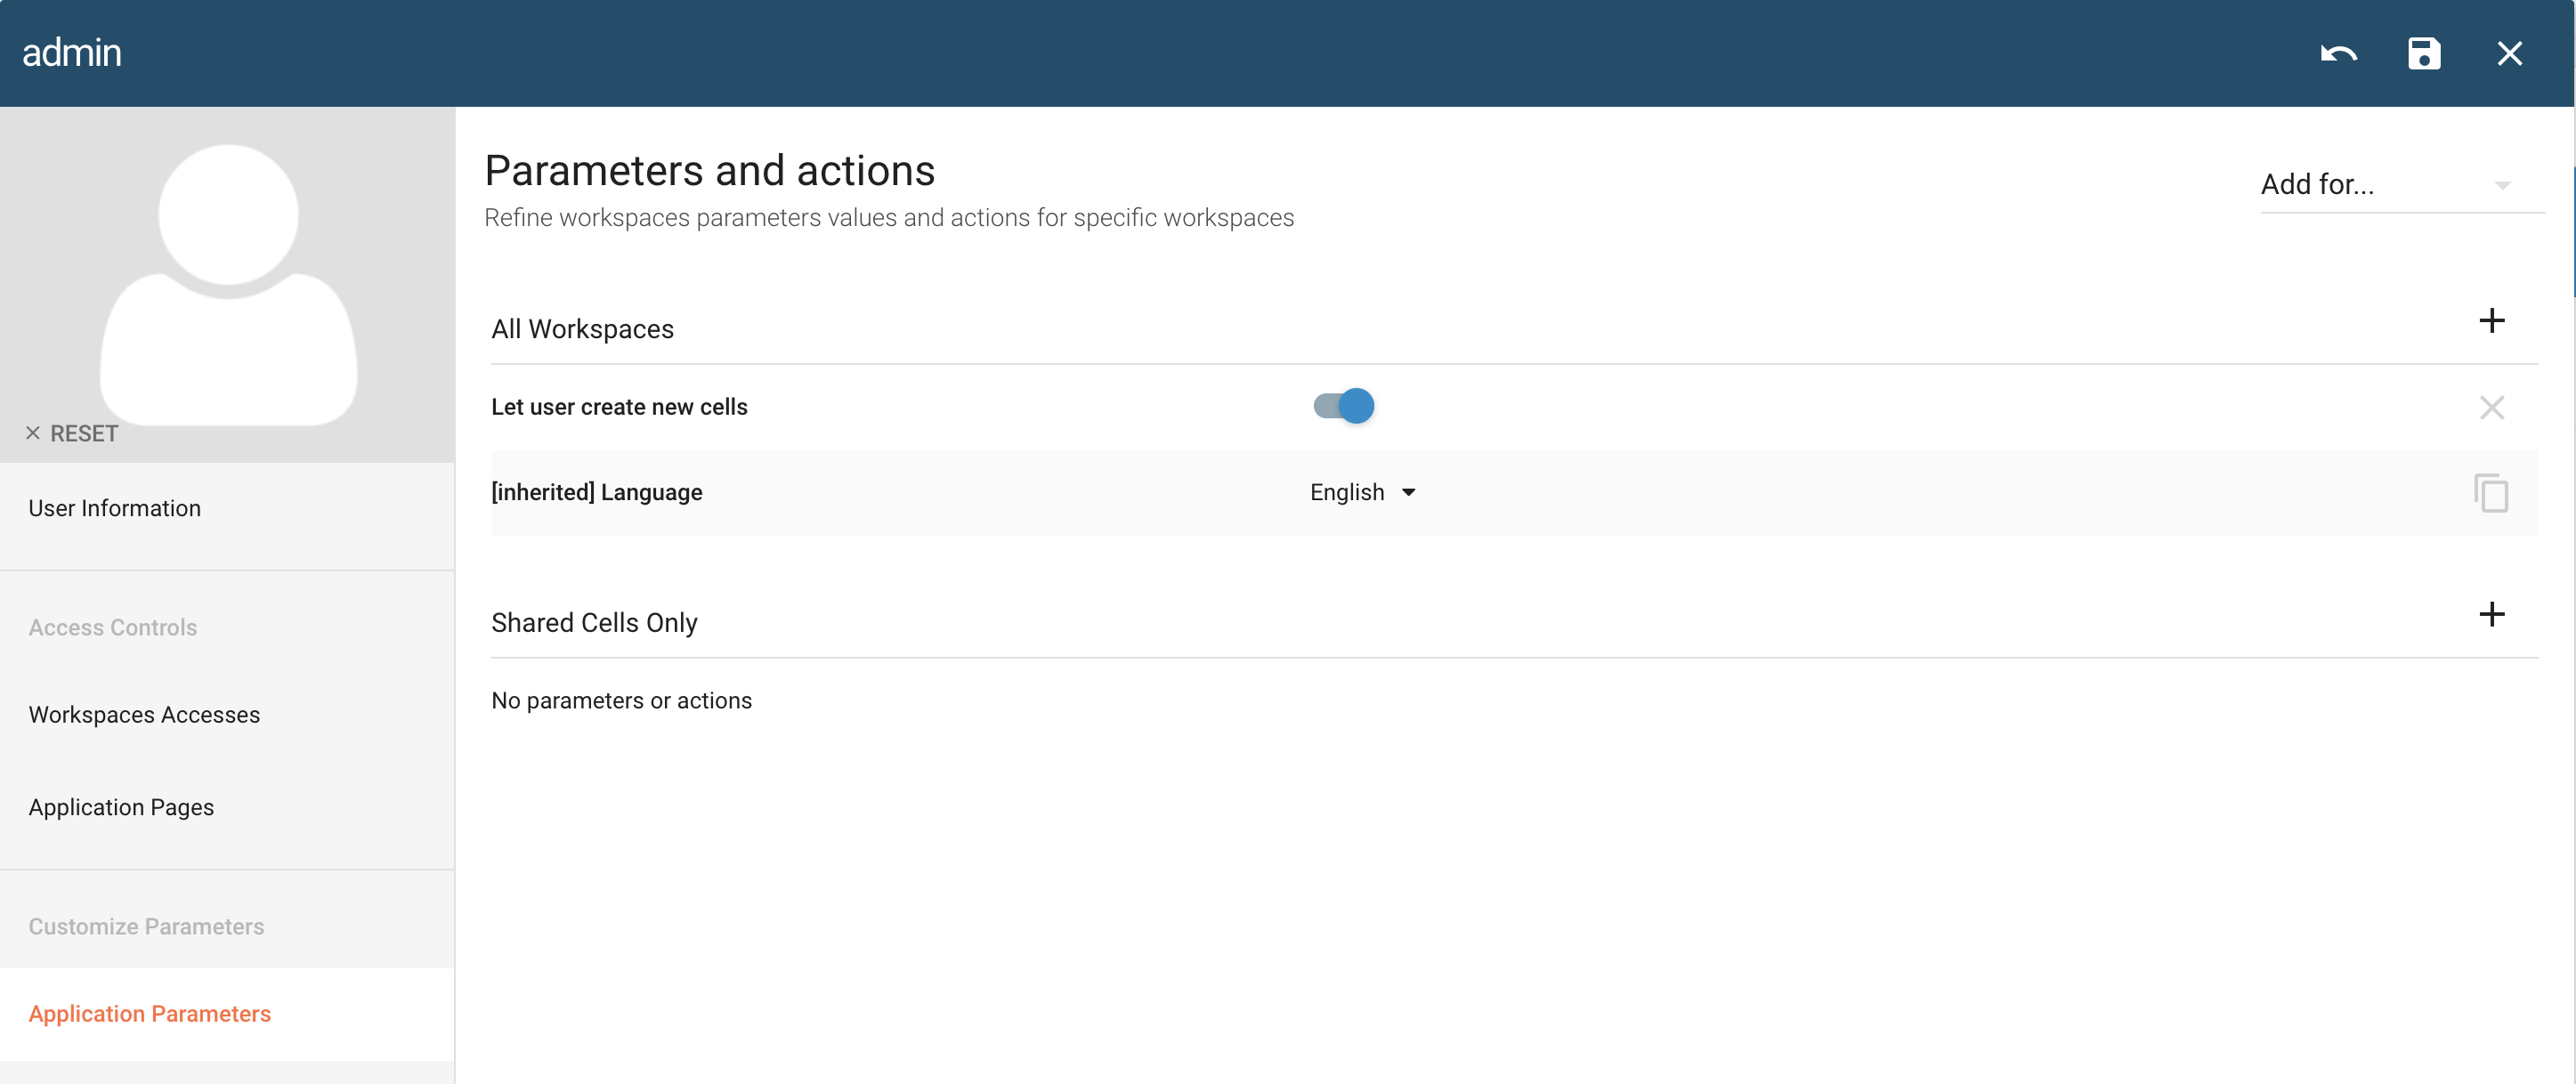 admin
Parameters and actions
Add for...
Refine workspaces parameters values and actions for specific workspaces
All Workspaces
Let user create new cells
RESET
[inherited] Language English
User Information
Shared Cells Only
Access Controls
No parameters or actions
Workspaces Accesses
Application Pages
Customize Parameters
Application Parameters